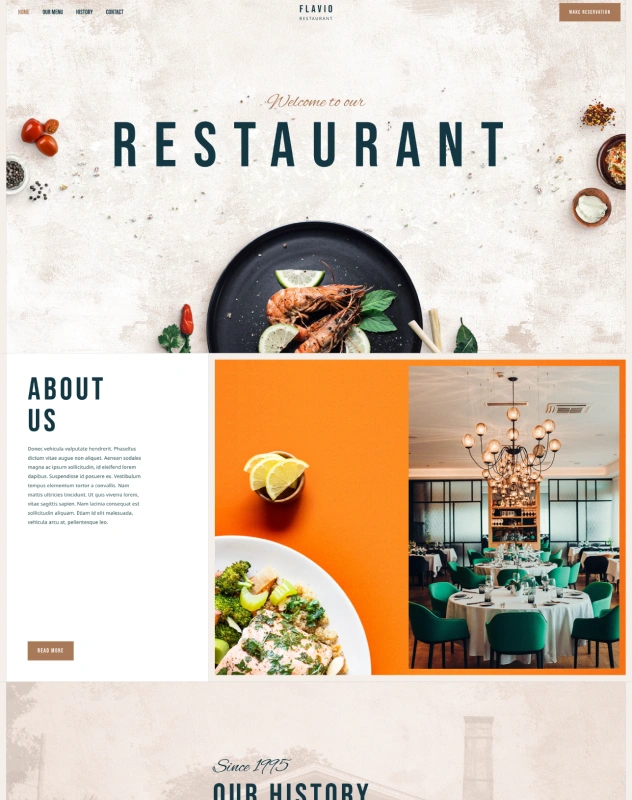 HOME OUR MENU HISTORY CONTACT
FLAVIO
RESTAURANT
MAKE RESERVATION
Welcome to our
RESTAURANT
ABOUT
US
Donec vehicula vulputate hendrerit. Phasellus
dictum vitae augue non aliquet. Aenean sodales
magna ac ipsum sollicitudin, id eleifend lorem
dapibus. Suspendisse id posuere ex. Vestibulum
tempus elementum tortor a convallis. Nam
mattis ultricies tincidunt. Ut quis viverra lorem,
vitae sagittis sapien. Nam lacinia consequat est
sollicitudin aliquam. Etiam id elit malesuada,
vehicula arcu at, pellentesque leo.
READ MORE
Since 1995
OUR HISTORY